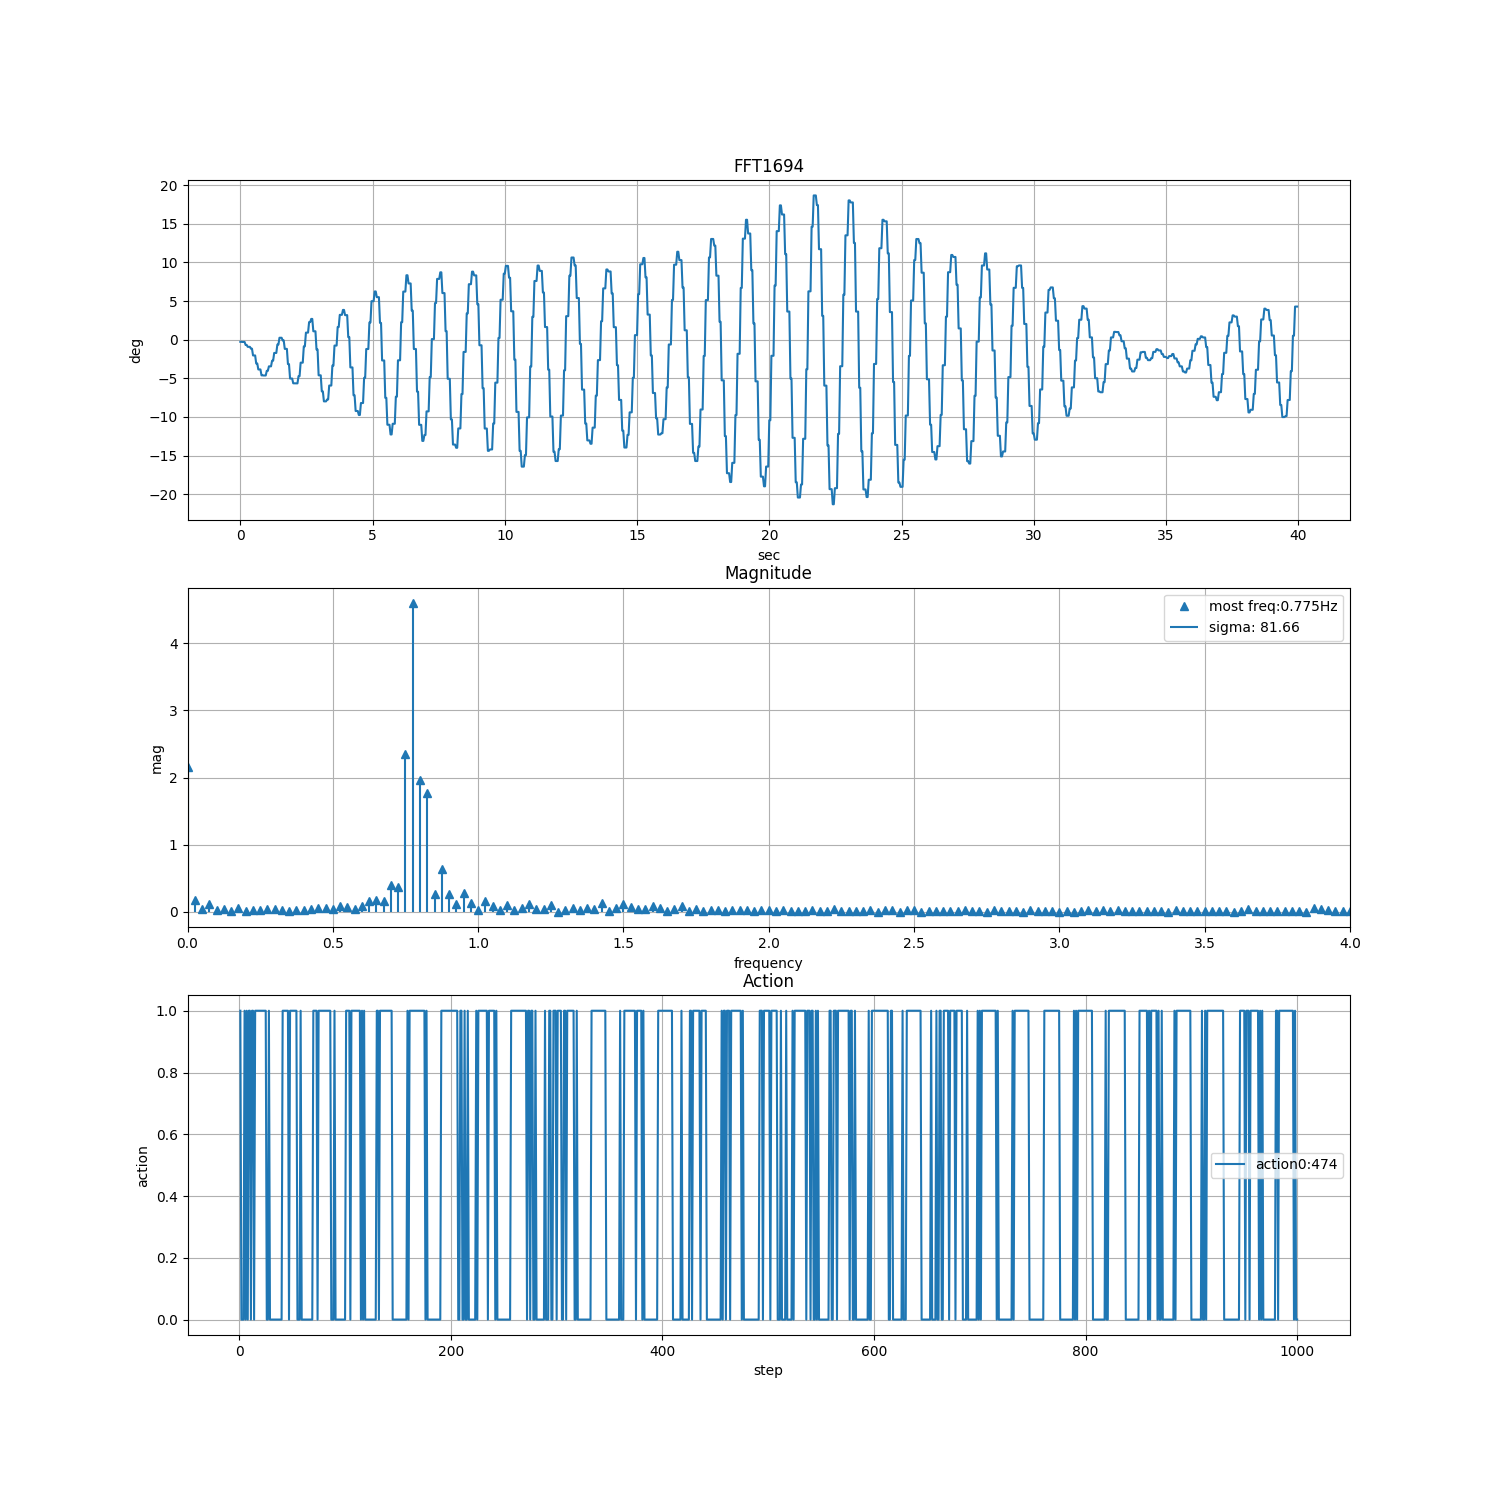 FFT1694
20
15
10
5
0
−5
−10
−15
−20
deg
0 5 10 15 20 25 30 35 40
sec
Magnitude
most freq:0.775Hz
sigma: 81.66
4
3
2
1
0
mag
0.0 0.5 1.0 1.5 2.0 2.5 3.0 3.5 4.0
frequency
Action
1.0
0.8
0.6
0.4
0.2
0.0
action
action0:474
0 200 400 600 800 1000
step